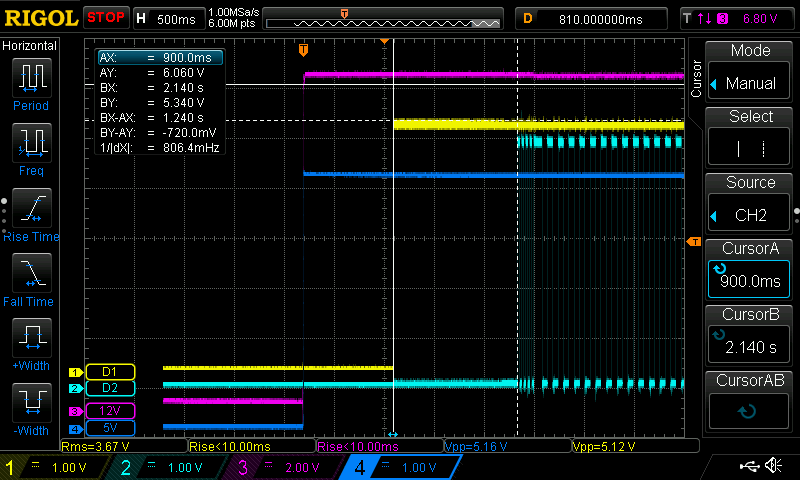 RIGOL STOP H 500ms 1.00MSa/s 6.00M pts T D 810.000000ms T 3 6.80 V
Horizontal
Period
Freq
Rise Time
Fall Time
+Width
-Width
T
AX: = 900.0ms
AY: = 6.060 V
BX: = 2.140 s
BY: = 5.340 V
BX-AX: = 1.240 s
BY-AY: = -720.0mV
1/|dX|: = 806.4mHz
T
1 D1
2 D2
3 12V
4 5V
Cursor
Mode
Manual
Select
Source
CH2
CursorA
900.0ms
CursorB
2.140 s
CursorAB
Rms=3.67 V Rise<10.00ms Rise<10.00ms Vpp=5.16 V Vpp=5.12 V
1 = 1.00 V 2 = 1.00 V 3 = 2.00 V 4 = 1.00 V